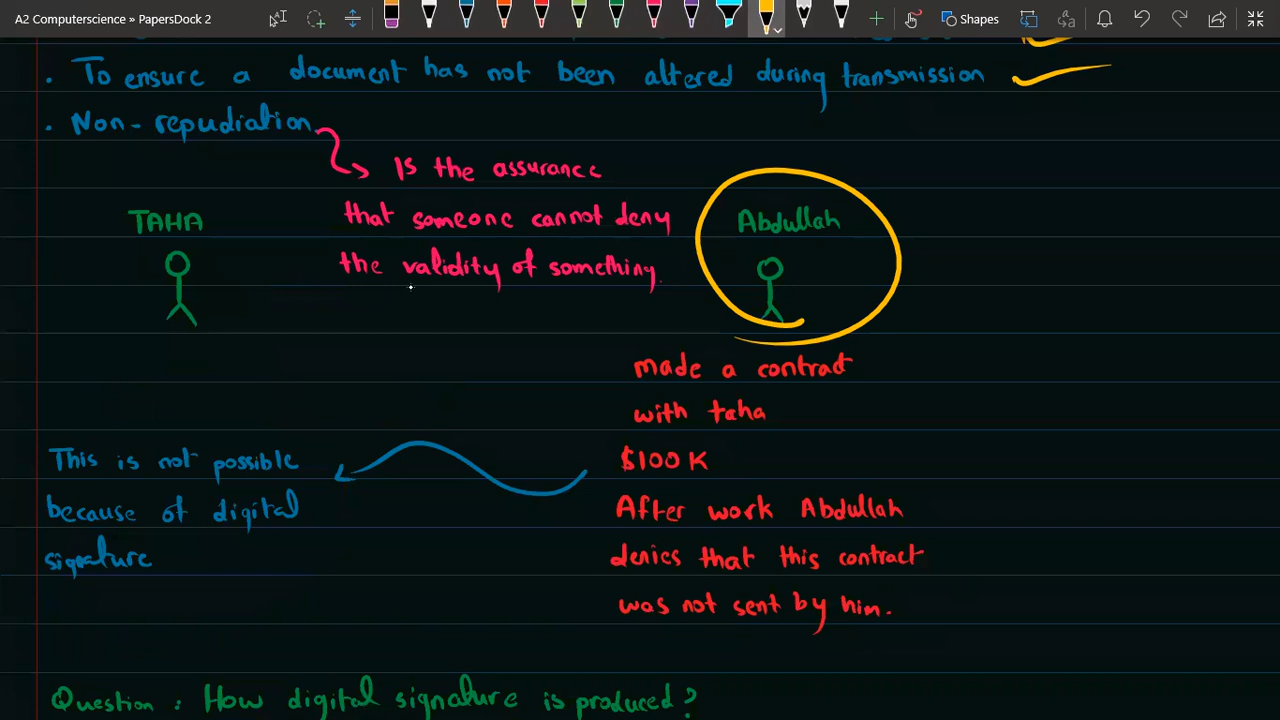 A2 Computerscience » PapersDock 2
Shapes
. To ensure a document has not been altered during transmission
. Non-repudiation
Is the assurance
that someone cannot deny
the validity of something.
TAHA
Abdullah
made a contract
with taha
$100K
After work Abdullah
denies that this contract
was not sent by him.
This is not possible
because of digital
signature
Question : How digital signature is produced?